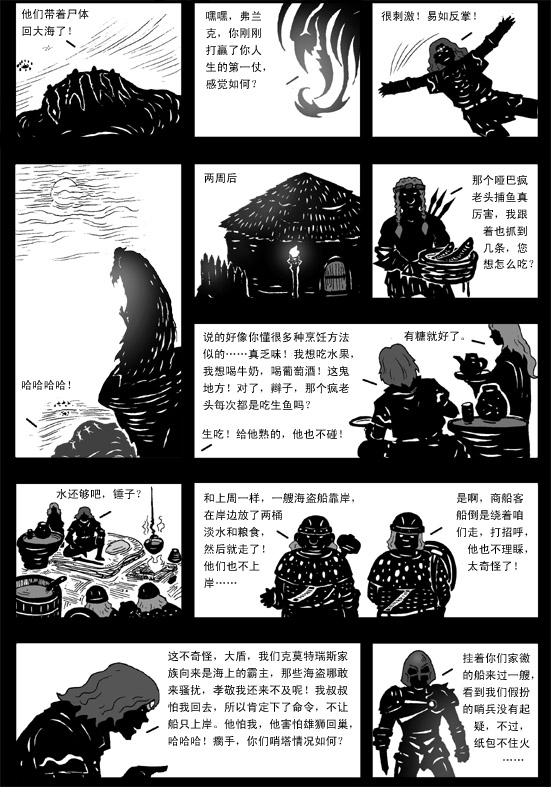 他们带着尸体
回大海了！
嘿嘿，弗兰
克，你刚刚
打赢了你人
生的第一仗，
感觉如何？
很刺激！易如反掌！
哈哈哈哈！
两周后
那个哑巴疯
老头捕鱼真
厉害，我跟
着也抓到
几条，您
想怎么吃？
说的好像你懂很多种烹饪方法
似的……真乏味！我想吃水果，
我想喝牛奶，喝葡萄酒！这鬼
地方！对了，辫子，那个疯老
头每次都是吃生鱼吗？
有糖就好了。
生吃！给他熟的，他也不碰！
水还够吧，锤子？
和上周一样，一艘海盗船靠岸，
在岸边放了两桶
淡水和粮食，
然后就走了！
他们也不上
岸……
是啊，商船客
船倒是绕着咱
们走，打招呼，
他也不理睬，
太奇怪了！
这不奇怪，大盾，我们克莫特瑞斯家
族向来是海上的霸主，那些海盗哪敢
来骚扰，孝敬我还来不及呢！我叔叔
怕我回去，所以肯定下了命令，不让
船只上岸。他怕我，他害怕雄狮回巢，
哈哈哈！瘸手，你们哨塔情况如何？
挂着你们家徽
的船来过一艘，
看到我们假扮
的哨兵没有起
疑，不过，
纸包不住火
……